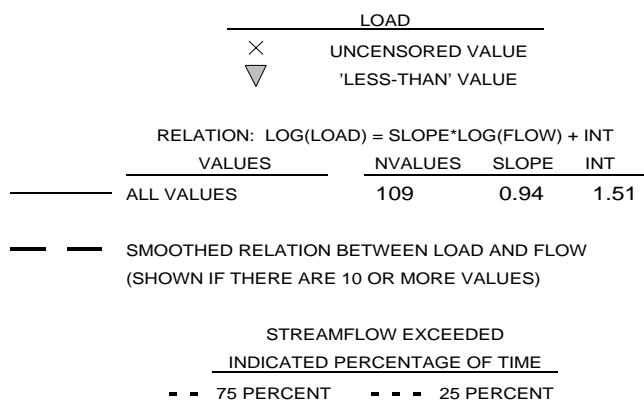 LOAD
UNCENSORED VALUE
'LESS-THAN' VALUE
RELATION: LOG(LOAD) = SLOPE*LOG(FLOW) + INT
VALUES NVALUES SLOPE INT
ALL VALUES 109 0.94 1.51
SMOOTHED RELATION BETWEEN LOAD AND FLOW
(SHOWN IF THERE ARE 10 OR MORE VALUES)
STREAMFLOW EXCEEDED
INDICATED PERCENTAGE OF TIME
75 PERCENT 25 PERCENT